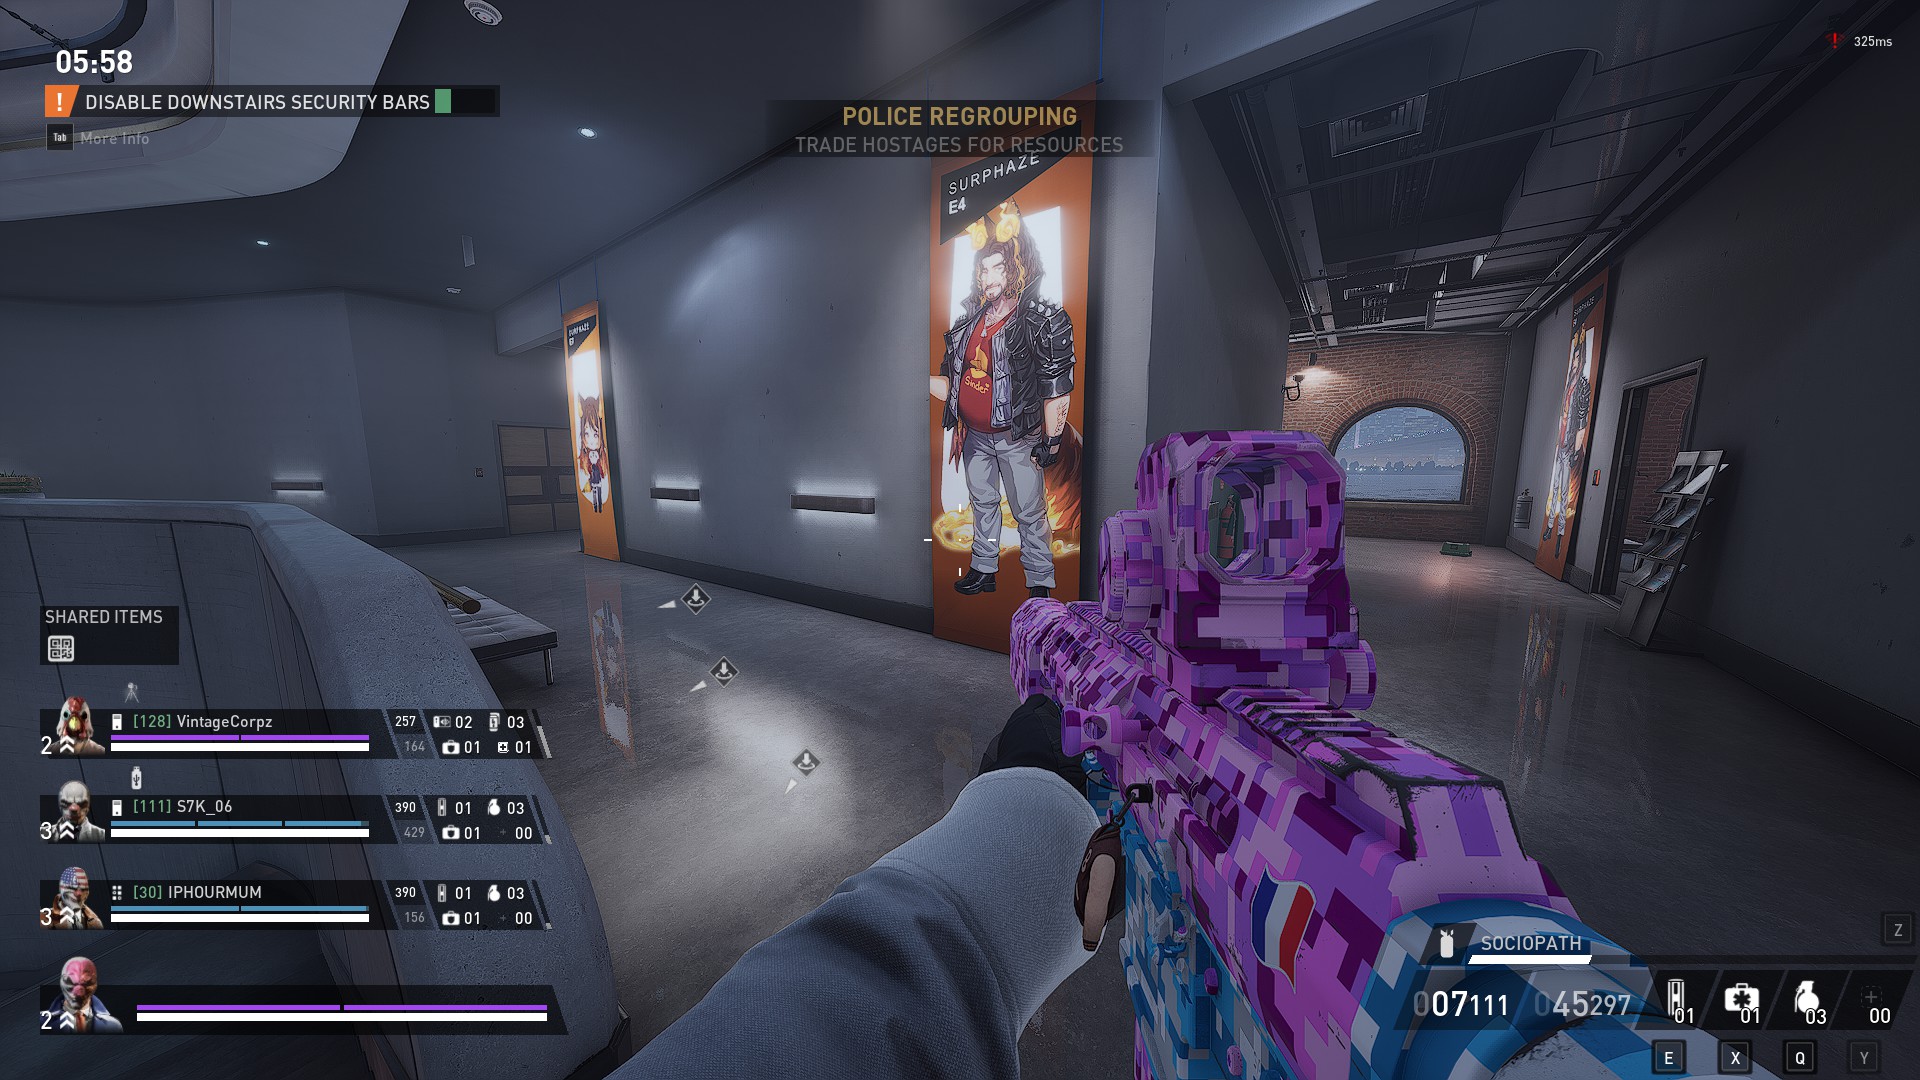 05:58
325ms
! DISABLE DOWNSTAIRS SECURITY BARS
Tab More Info
POLICE REGROUPING
TRADE HOSTAGES FOR RESOURCES
SURPHAZE
E4
SURPHAZE
Sinder
SHARED ITEMS
[128] VintageCorpz 257 02 03
2 164 01 01
[111] S7K_06 390 01 03
3 429 01 00
[30] IPHOURMUM 390 01 03
3 156 01 00
2
Z
SOCIOPATH
007111 045297 01 01 03 00
E X Q Y